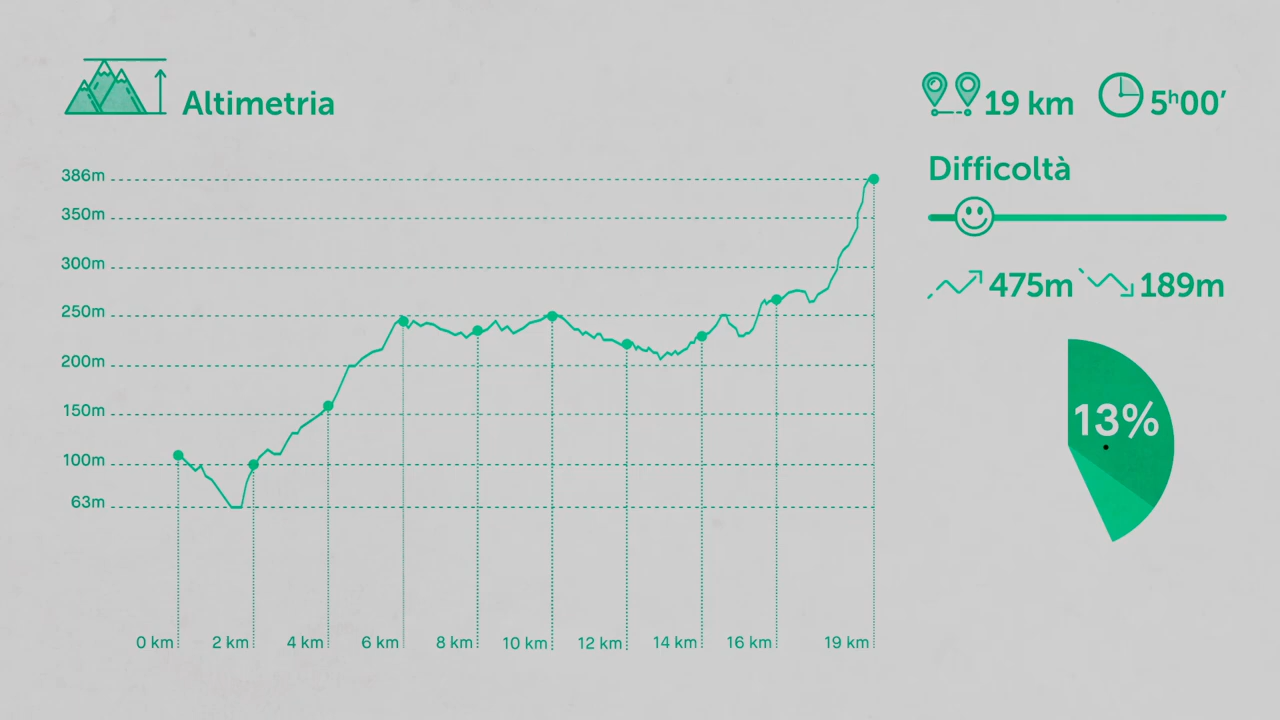 Altimetria
19 km
5h00’
Difficoltà
475m
189m
13%
386m
350m
300m
250m
200m
150m
100m
63m
0 km 2 km 4 km 6 km 8 km 10 km 12 km 14 km 16 km 19 km